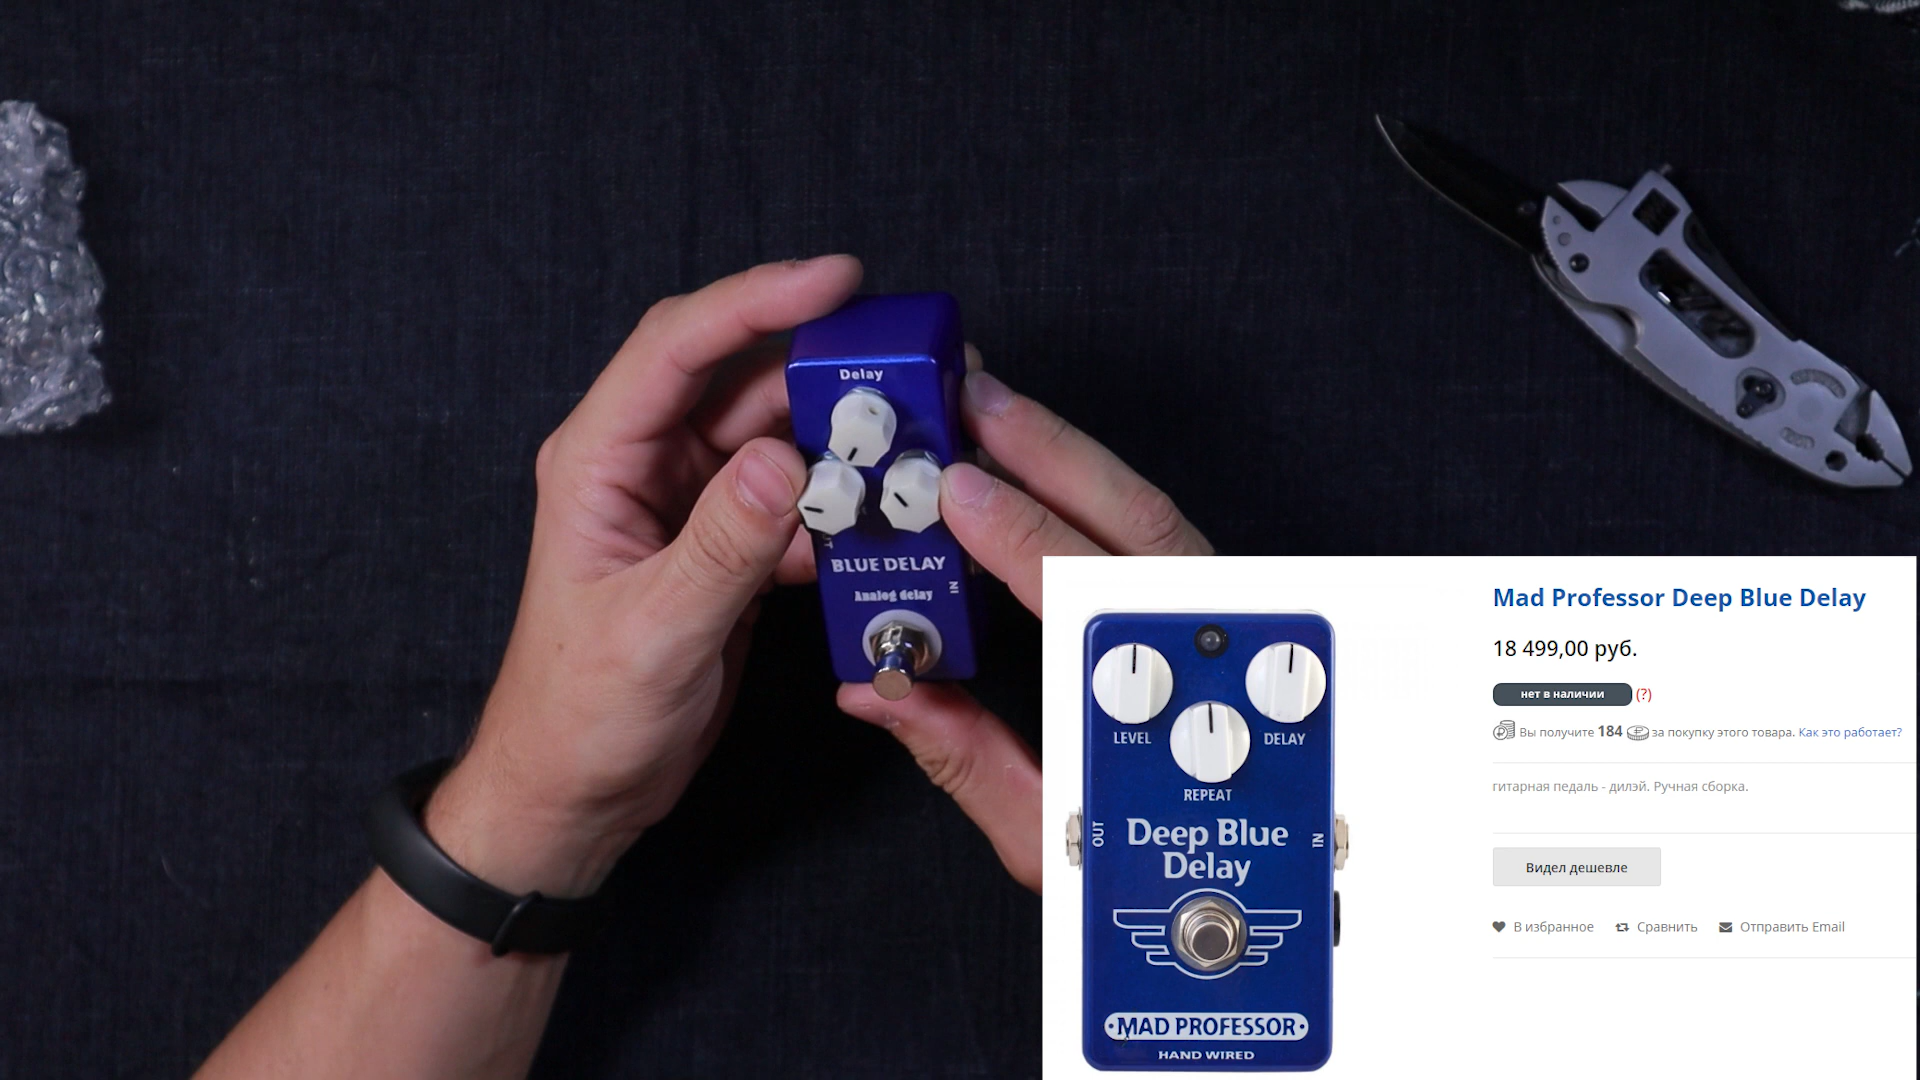 Delay
BLUE DELAY
IN
Analog delay
Mad Professor Deep Blue Delay
18 499,00 руб.
нет в наличии (?)
Вы получите 184 за покупку этого товара. Как это работает?
гитарная педаль - дилэй. Ручная сборка.
Видел дешевле
В избранное Сравнить Отправить Email
LEVEL DELAY
REPEAT
OUT IN
Deep Blue
Delay
MAD PROFESSOR
HAND WIRED